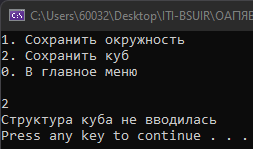 C:\Users\60032\Desktop\ITI-BSUIR\ОАПЯВ
1. Сохранить окружность
2. Сохранить куб
0. В главное меню
2
Структура куба не вводилась
Press any key to continue . . .